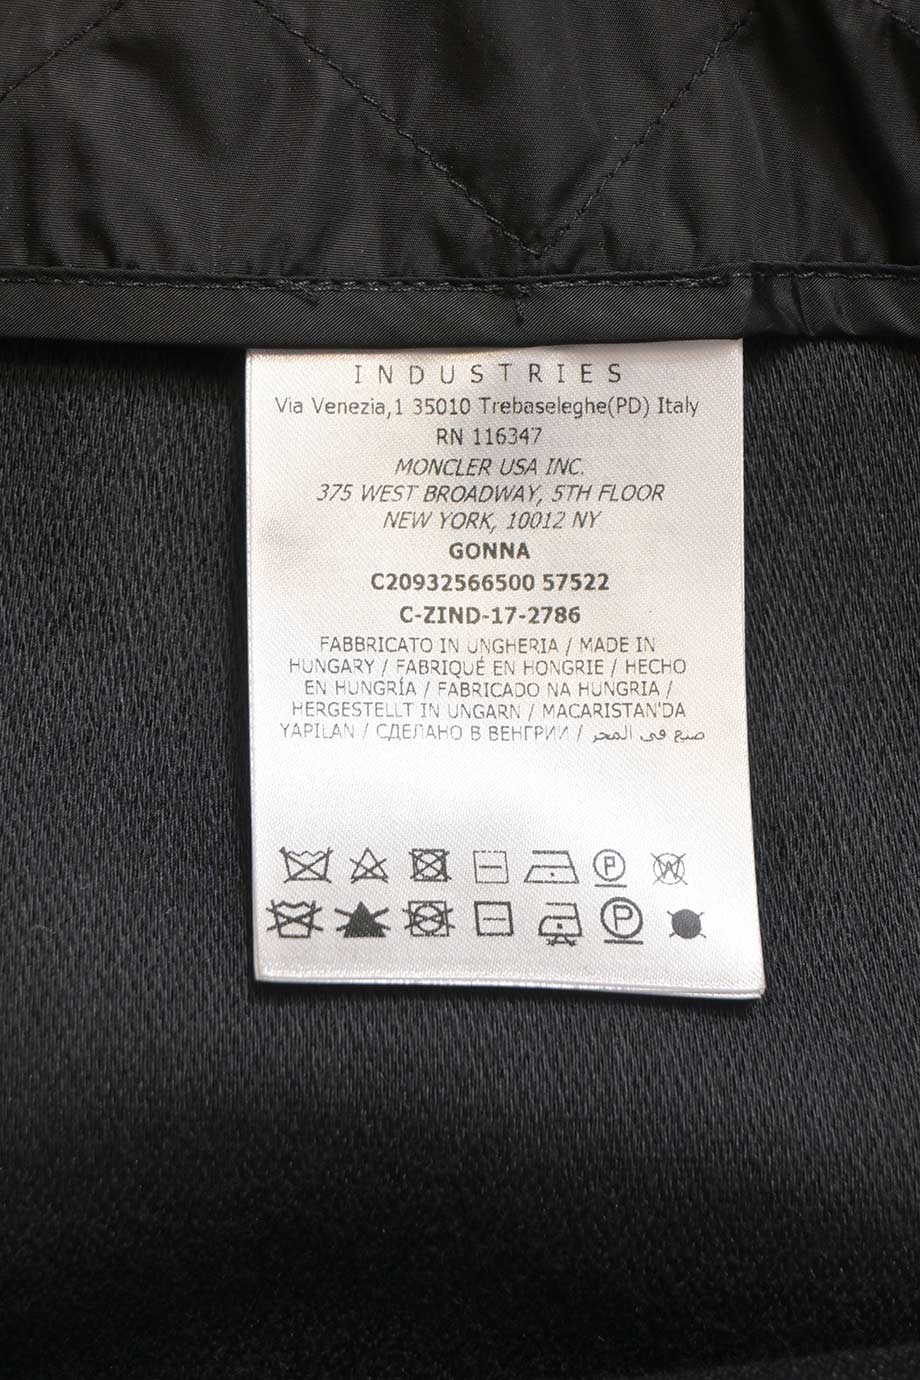 INDUSTRIES
Via Venezia,1 35010 Trebaseleghe(PD) Italy
RN 116347
MONCLER USA INC.
375 WEST BROADWAY, 5TH FLOOR
NEW YORK, 10012 NY
GONNA
C20932566500 57522
C-ZIND-17-2786
FABBRICATO IN UNGHERIA / MADE IN
HUNGARY / FABRIQUÉ EN HONGRIE / HECHO
EN HUNGRÍA / FABRICADO NA HUNGRIA /
HERGESTELLT IN UNGARN / MACARISTAN'DA
YAPILAN / СДЕЛАНО В ВЕНГРИИ / صنع في المجر
P W
P